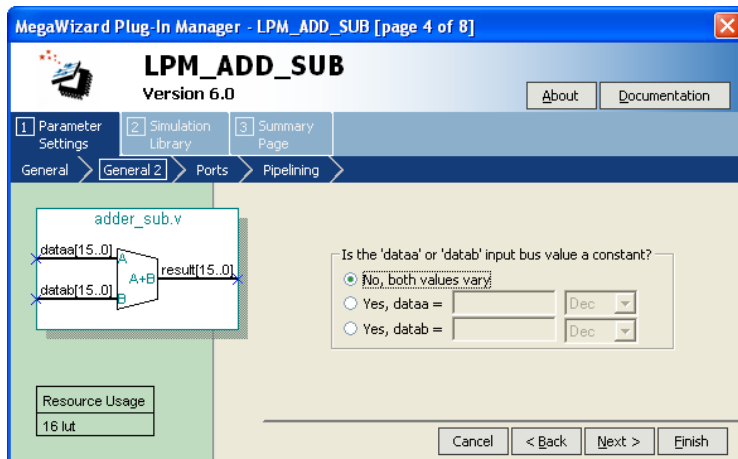 MegaWizard Plug-In Manager - LPM_ADD_SUB [page 4 of 8]
LPM_ADD_SUB
Version 6.0
About
Documentation
1 Parameter Settings
2 Simulation Library
3 Summary Page
General
General 2
Ports
Pipelining
adder_sub.v
dataa[15..0]
A
A+B
result[15..0]
datab[15..0]
B
Is the 'dataa' or 'datab' input bus value a constant?
No, both values vary
Yes, dataa =
Dec
Yes, datab =
Dec
Resource Usage
16 lut
Cancel
< Back
Next >
Finish